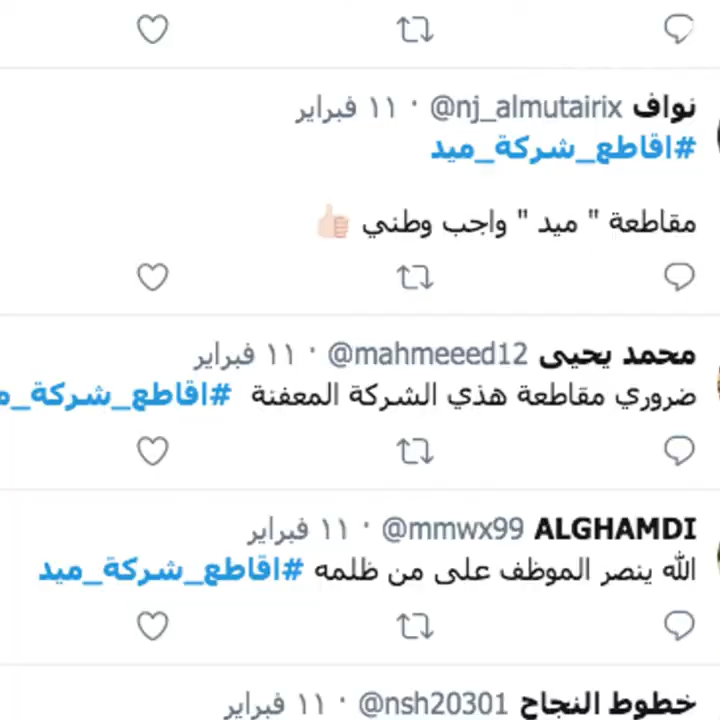 نواف @nj_almutairix · ١١ فبراير
#اقاطع_شركة_ميد
مقاطعة " ميد " واجب وطني 👍🏻
محمد يحيى @mahmeeed12 · ١١ فبراير
ضروري مقاطعة هذي الشركة المعفنة #اقاطع_شركة_م
ALGHAMDI @mmwx99 · ١١ فبراير
الله ينصر الموظف على من ظلمه #اقاطع_شركة_ميد
خطوط النجاح @nsh20301 · ١١ فبراير